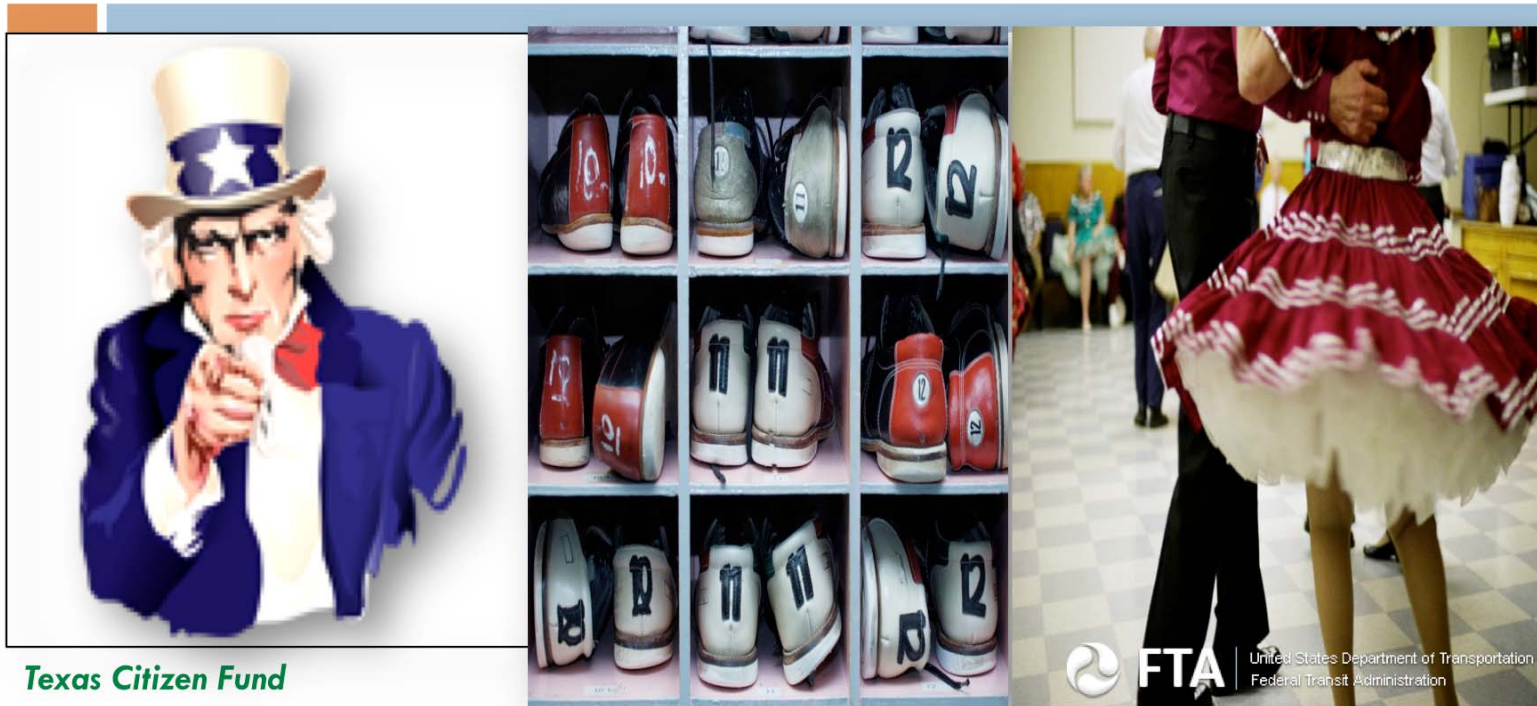 10. 10. 11 12 12
10 11 11 12 12
11 11 12 12
Texas Citizen Fund
FTA
United States Department of Transportation
Federal Transit Administration